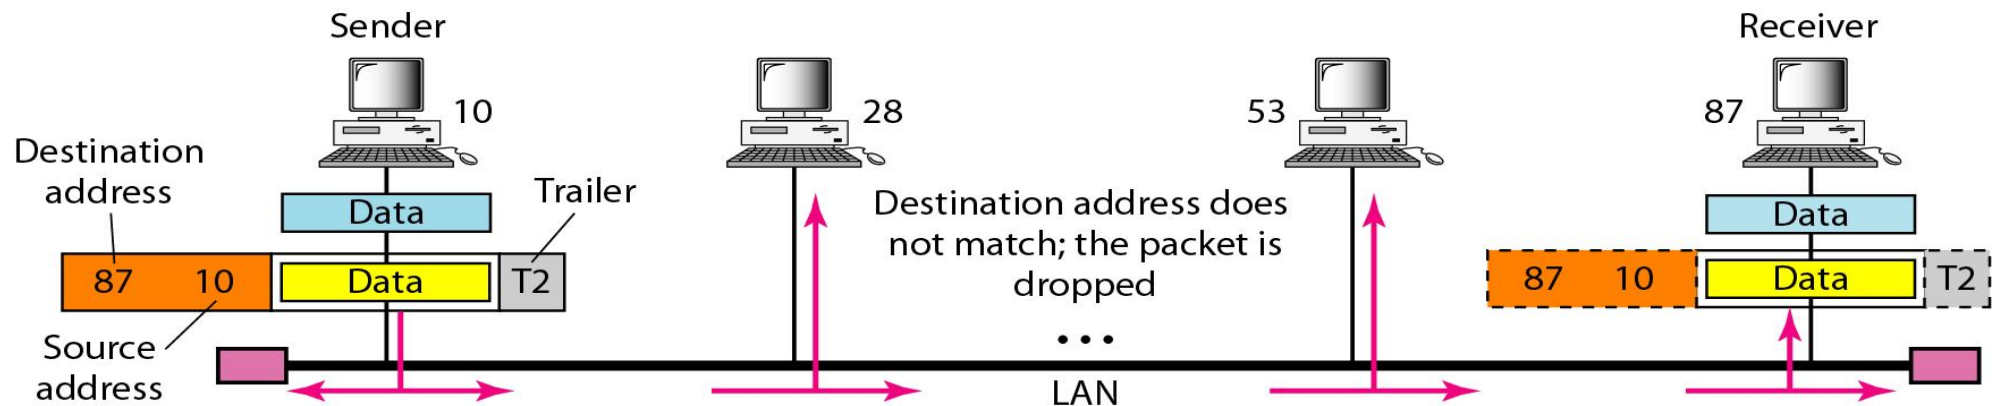 Sender
Receiver
10
28
53
87
Destination
address
Trailer
Data
Destination address does
not match; the packet is
dropped
Data
87 10
Data
T2
87 10
Data
T2
Source
address
...
LAN